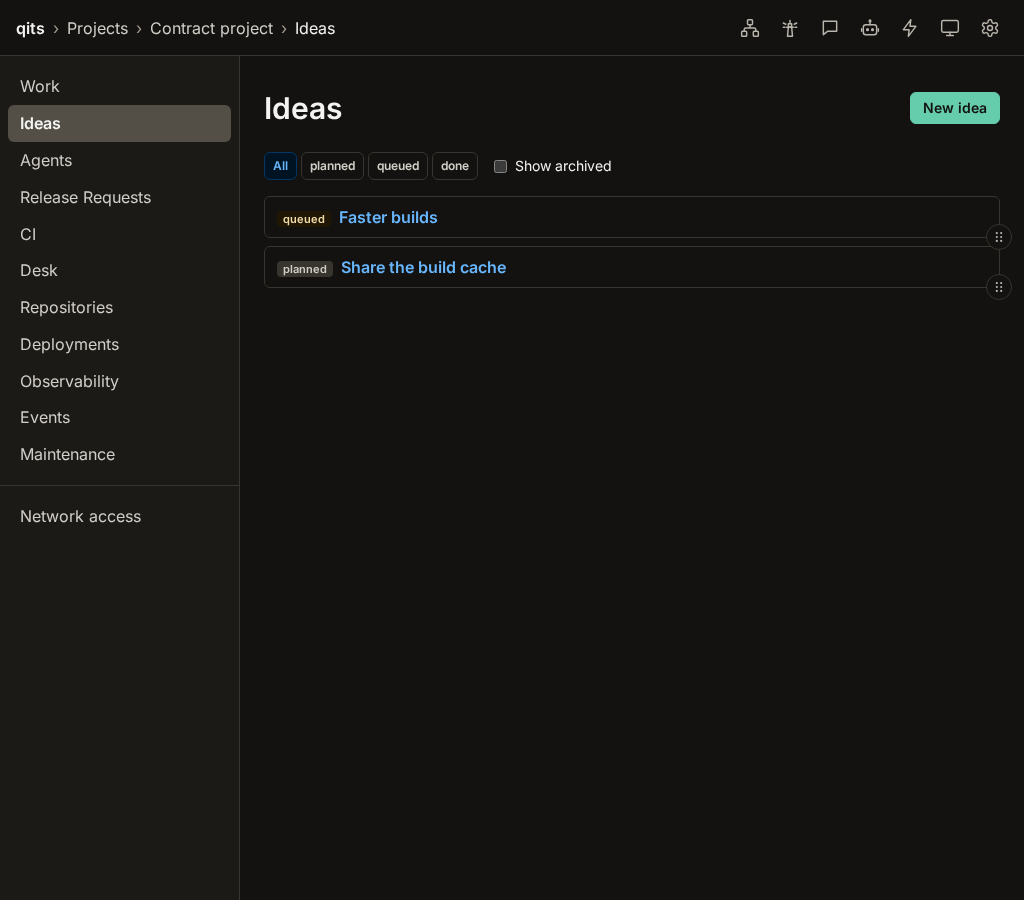 qits › Projects › Contract project › Ideas
Work
Ideas
Agents
Release Requests
CI
Desk
Repositories
Deployments
Observability
Events
Maintenance
Network access
Ideas
New idea
All planned queued done Show archived
queued Faster builds
planned Share the build cache